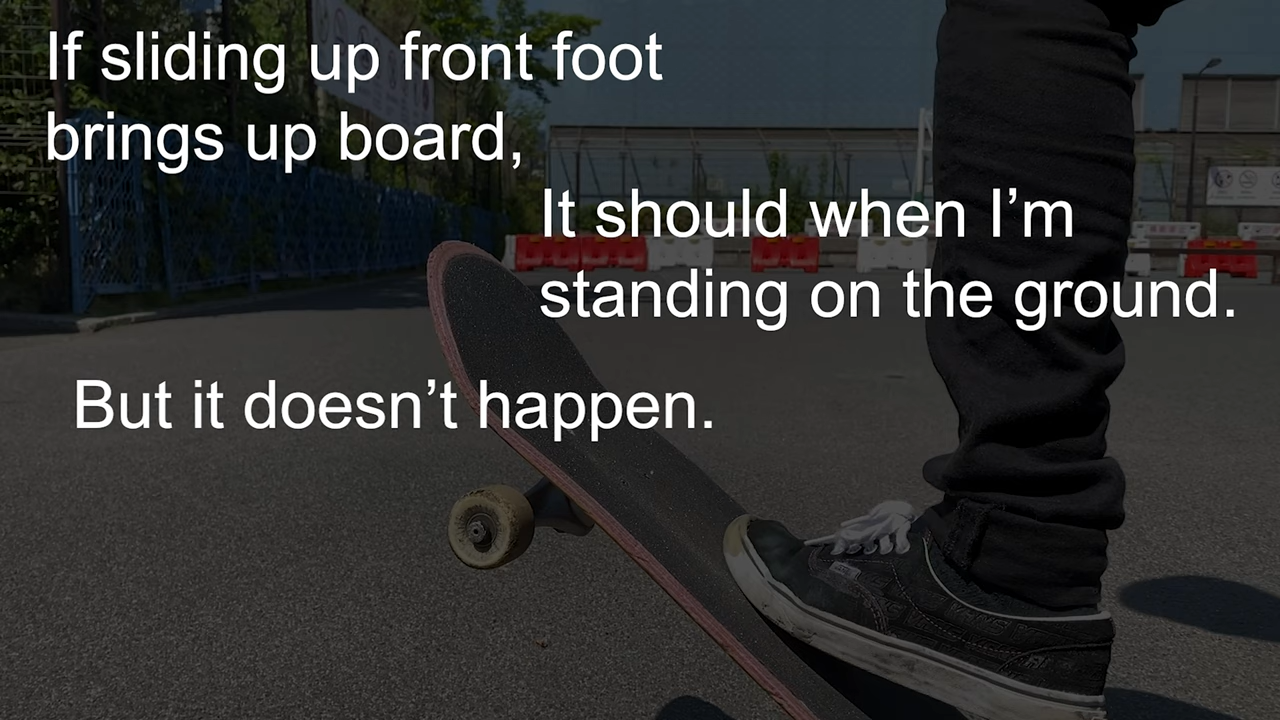 If sliding up front foot
brings up board,
It should when I’m
standing on the ground.
But it doesn’t happen.